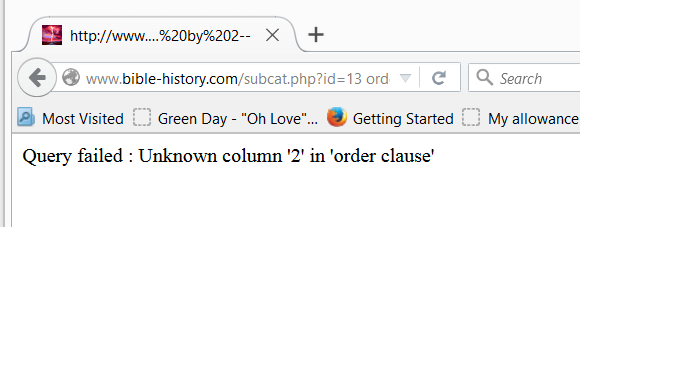 http://www....%20by%202--
www.bible-history.com/subcat.php?id=13 ord
Search
Most Visited Green Day - "Oh Love"... Getting Started My allowance
Query failed : Unknown column '2' in 'order clause'